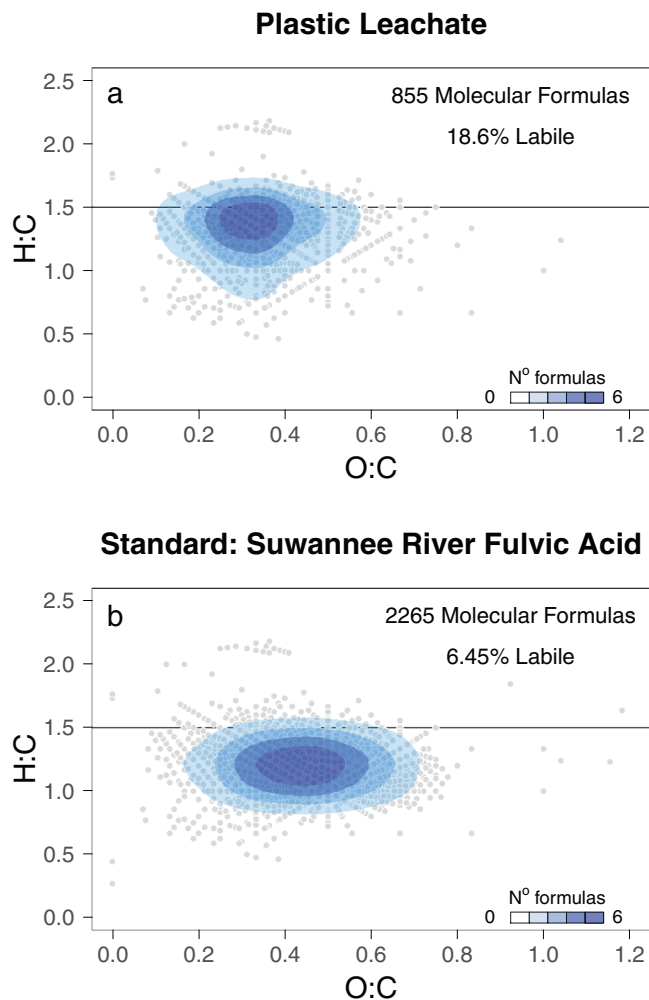 Plastic Leachate
a
855 Molecular Formulas
18.6% Labile
2.5
2.0
1.5
1.0
0.5
0.0
H:C
Nº formulas
0 6
0.0 0.2 0.4 0.6 0.8 1.0 1.2
O:C
Standard: Suwannee River Fulvic Acid
b
2265 Molecular Formulas
6.45% Labile
2.5
2.0
1.5
1.0
0.5
0.0
H:C
Nº formulas
0 6
0.0 0.2 0.4 0.6 0.8 1.0 1.2
O:C